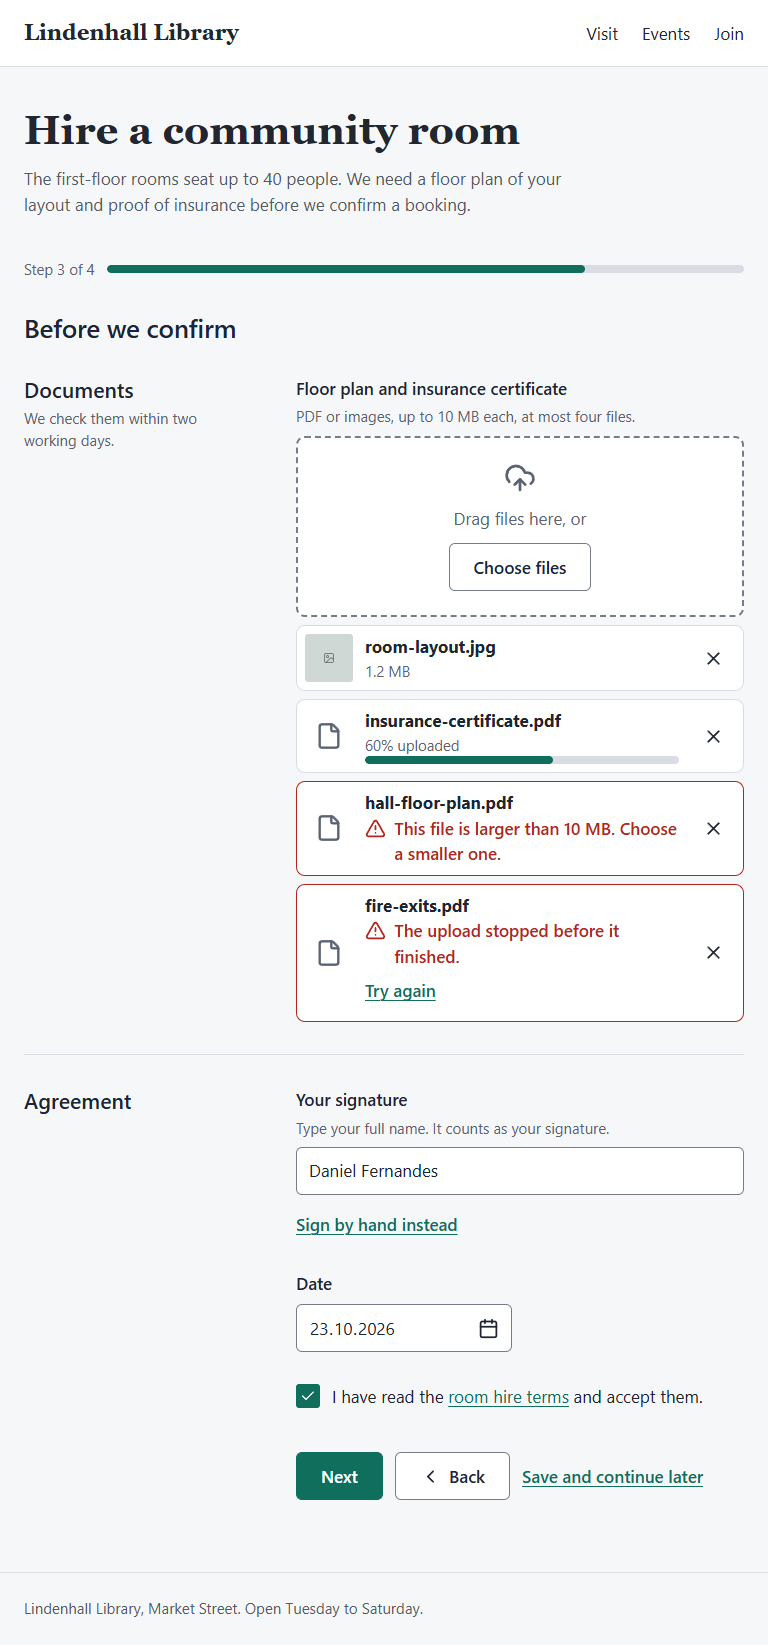 Lindenhall Library
Visit
Events
Join
Hire a community room
The first-floor rooms seat up to 40 people. We need a floor plan of your
layout and proof of insurance before we confirm a booking.
Step 3 of 4
Before we confirm
Documents
We check them within two
working days.
Floor plan and insurance certificate
PDF or images, up to 10 MB each, at most four files.
Drag files here, or
Choose files
room-layout.jpg
1.2 MB
insurance-certificate.pdf
60% uploaded
hall-floor-plan.pdf
This file is larger than 10 MB. Choose
a smaller one.
fire-exits.pdf
The upload stopped before it
finished.
Try again
Agreement
Your signature
Type your full name. It counts as your signature.
Daniel Fernandes
Sign by hand instead
Date
23.10.2026
I have read the room hire terms and accept them.
Next
Back
Save and continue later
Lindenhall Library, Market Street. Open Tuesday to Saturday.